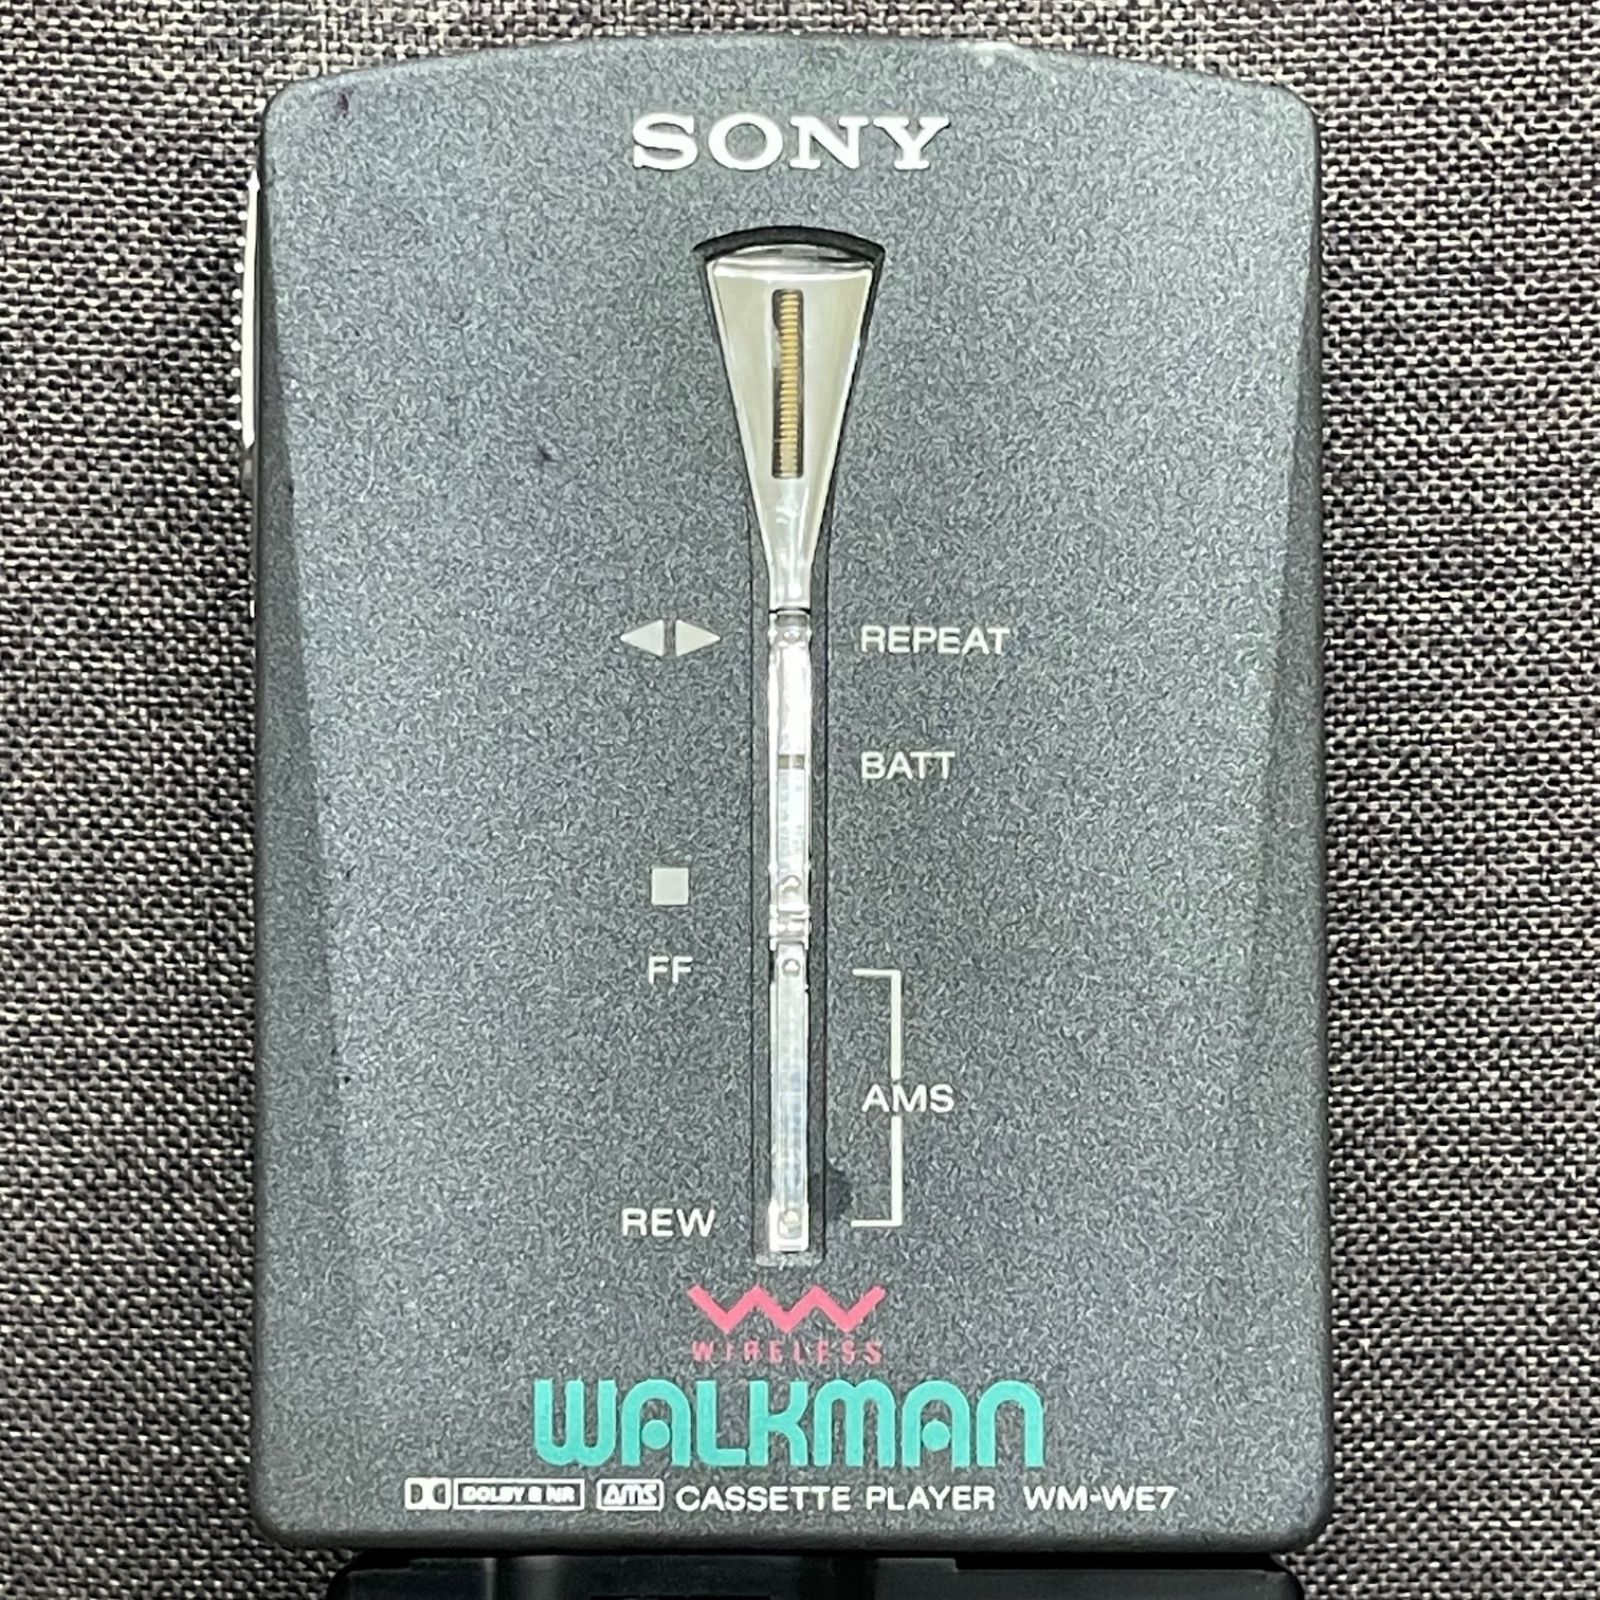 SONY
REPEAT
BATT
FF
AMS
REW
WIRELESS
WALKMAN
DOLBY B NR AMS CASSETTE PLAYER WM-WE7